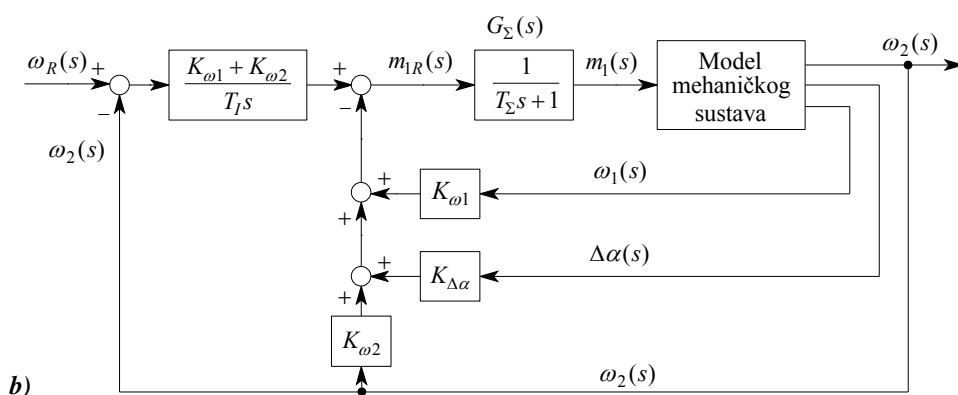 G_Σ(s)
ω_R(s) + −
K_ω1 + K_ω2
T_I s
+ −
m_1R(s)
1
T_Σ s + 1
m_1(s)
Model
mehaničkog
sustava
ω_2(s)
ω_2(s)
+
+
K_ω1
ω_1(s)
+
+
K_Δα
Δα(s)
K_ω2
ω_2(s)
b)